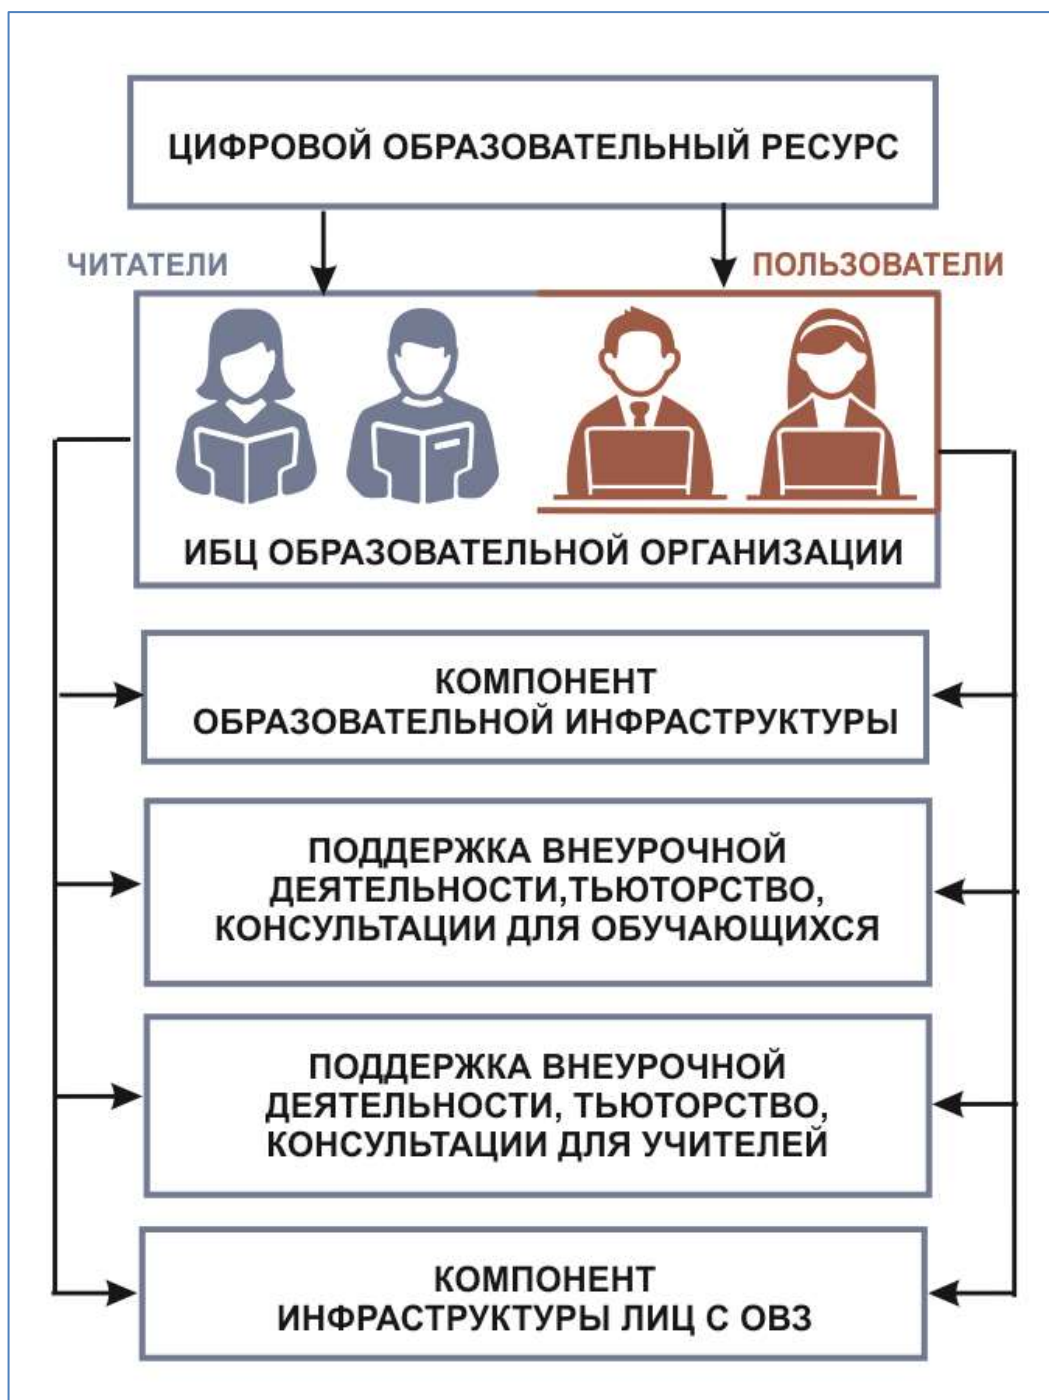 ЦИФРОВОЙ ОБРАЗОВАТЕЛЬНЫЙ РЕСУРС
ЧИТАТЕЛИ
ПОЛЬЗОВАТЕЛИ
ИБЦ ОБРАЗОВАТЕЛЬНОЙ ОРГАНИЗАЦИИ
КОМПОНЕНТ
ОБРАЗОВАТЕЛЬНОЙ ИНФРАСТРУКТУРЫ
ПОДДЕРЖКА ВНЕУРОЧНОЙ
ДЕЯТЕЛЬНОСТИ,ТЬЮТОРСТВО,
КОНСУЛЬТАЦИИ ДЛЯ ОБУЧАЮЩИХСЯ
ПОДДЕРЖКА ВНЕУРОЧНОЙ
ДЕЯТЕЛЬНОСТИ, ТЬЮТОРСТВО,
КОНСУЛЬТАЦИИ ДЛЯ УЧИТЕЛЕЙ
КОМПОНЕНТ
ИНФРАСТРУКТУРЫ ЛИЦ С ОВЗ